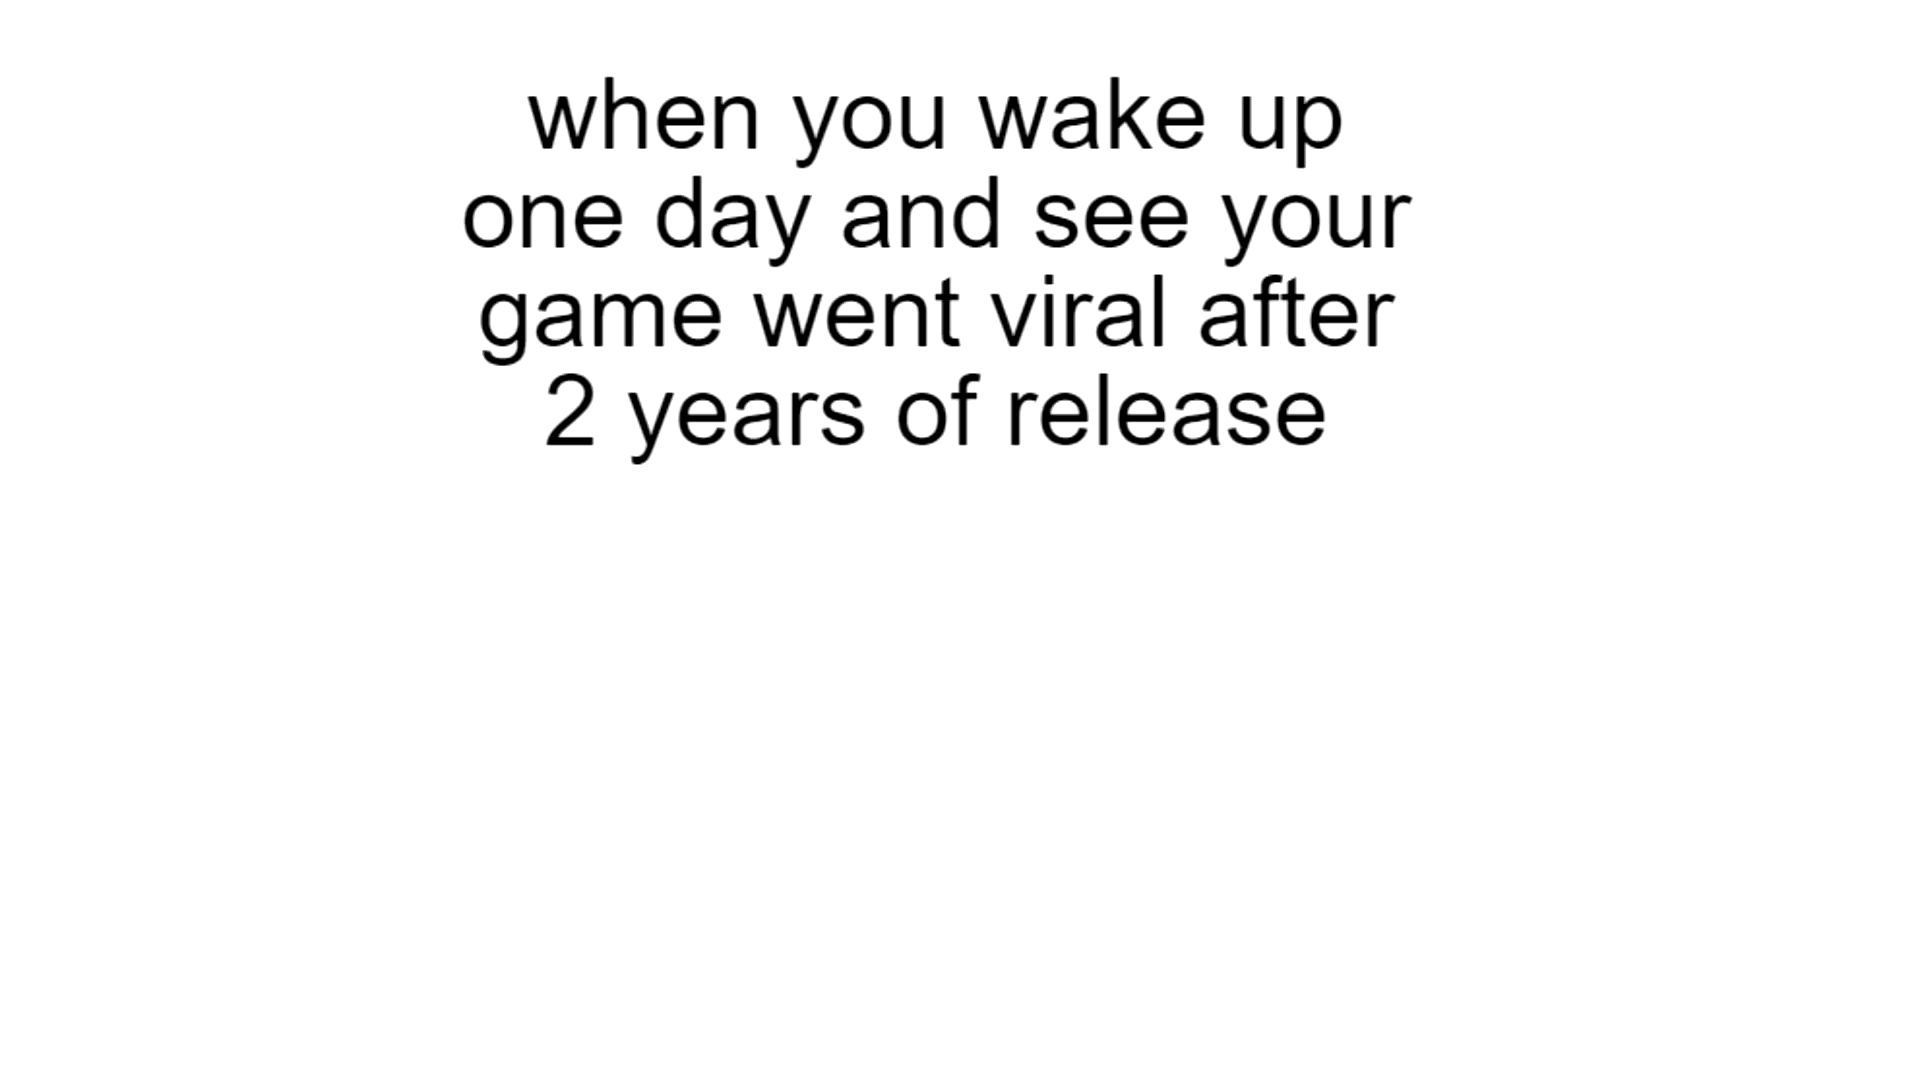 when you wake up
one day and see your
game went viral after
2 years of release